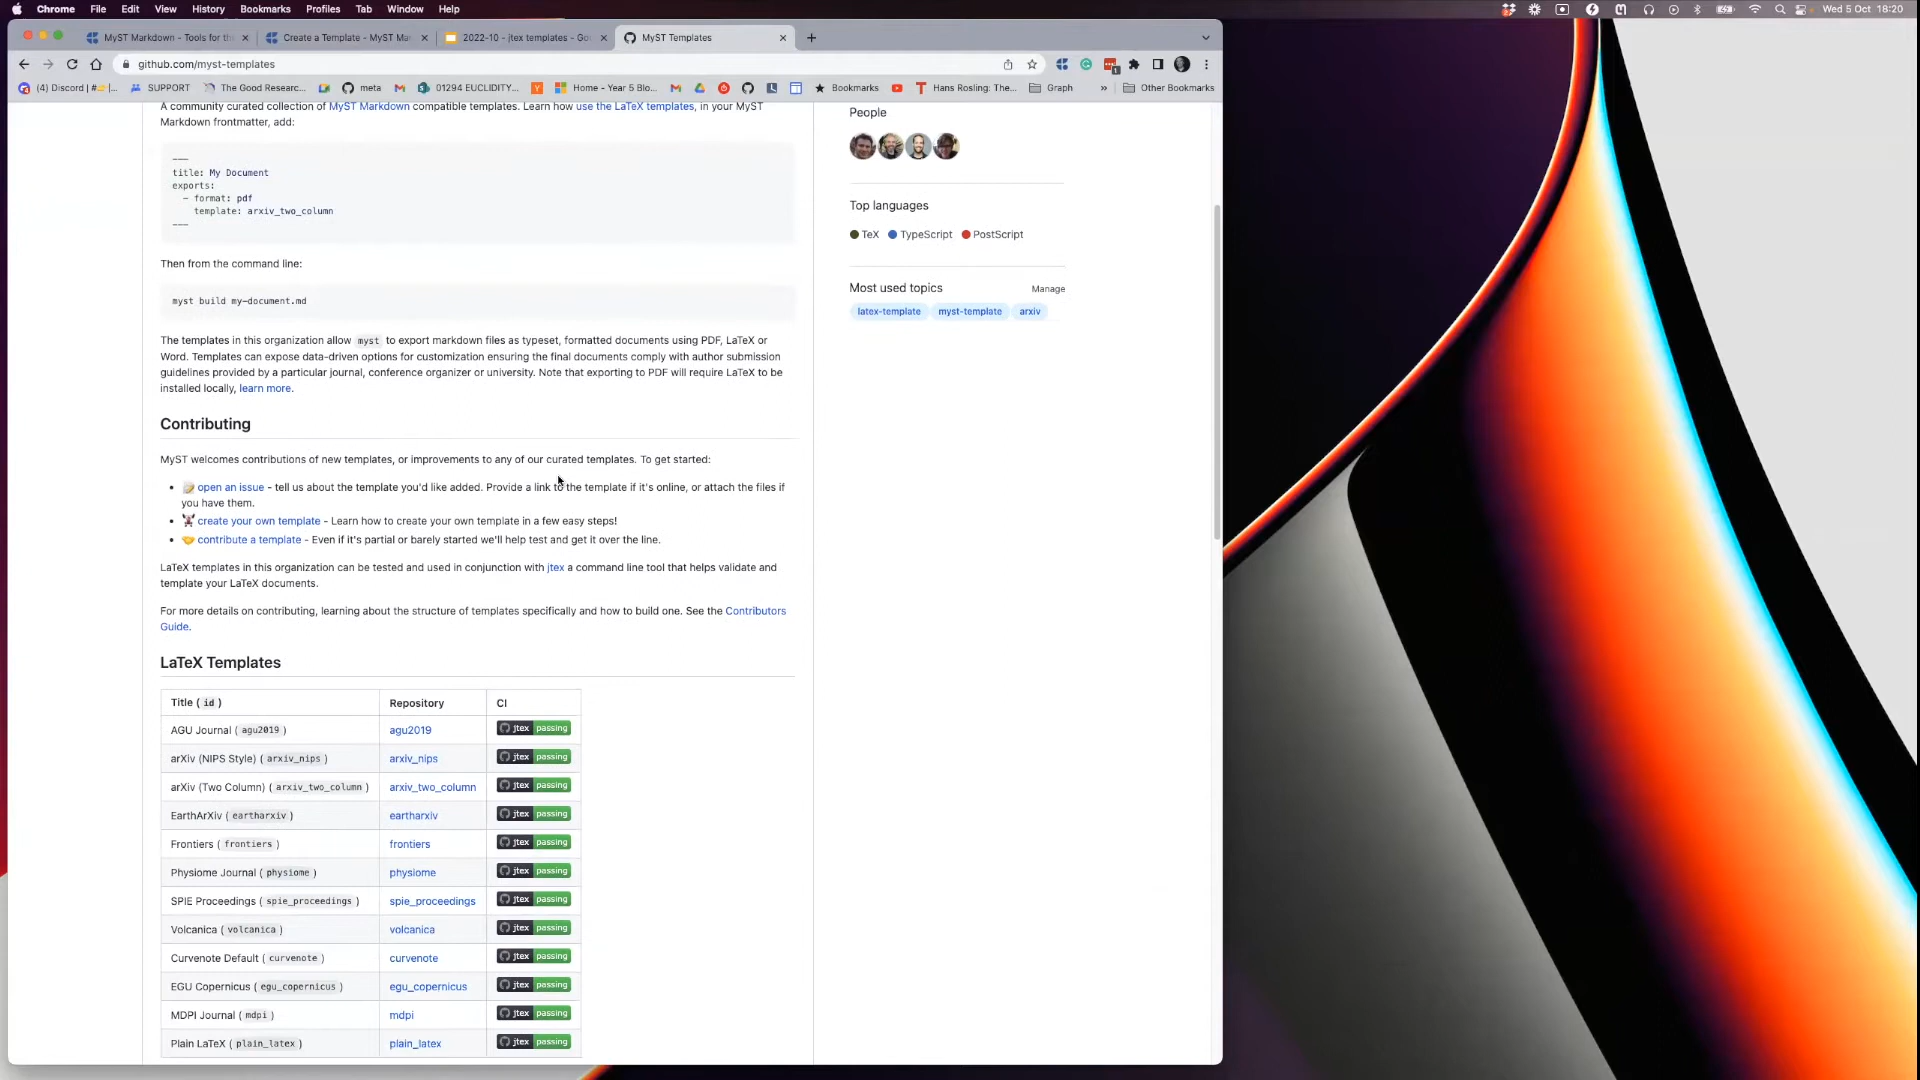 Chrome File Edit View History Bookmarks Profiles Tab Window Help
Wed 5 Oct 18:20
MyST Markdown - Tools for th
Create a Template - MyST Ma
2022-10 - jtex templates - Go
MyST Templates
github.com/myst-templates
(4) Discord | #
SUPPORT
The Good Researc...
meta
01294 EUCLIDITY...
Home - Year 5 Blo...
Bookmarks
Hans Rosling: The...
Graph
»
Other Bookmarks
A community curated collection of MyST Markdown compatible templates. Learn how use the LaTeX templates, in your MyST
Markdown frontmatter, add:
---
title: My Document
exports:
- format: pdf
template: arxiv_two_column
---
Then from the command line:
myst build my-document.md
The templates in this organization allow myst to export markdown files as typeset, formatted documents using PDF, LaTeX or
Word. Templates can expose data-driven options for customization ensuring the final documents comply with author submission
guidelines provided by a particular journal, conference organizer or university. Note that exporting to PDF will require LaTeX to be
installed locally, learn more.
Contributing
MyST welcomes contributions of new templates, or improvements to any of our curated templates. To get started:
• open an issue - tell us about the template you'd like added. Provide a link to the template if it's online, or attach the files if
you have them.
• create your own template - Learn how to create your own template in a few easy steps!
• contribute a template - Even if it's partial or barely started we'll help test and get it over the line.
LaTeX templates in this organization can be tested and used in conjunction with jtex a command line tool that helps validate and
template your LaTeX documents.
For more details on contributing, learning about the structure of templates specifically and how to build one. See the Contributors
Guide.
LaTeX Templates
Title ( id ) Repository CI
AGU Journal ( agu2019 ) agu2019 jtex passing
arXiv (NIPS Style) ( arxiv_nips ) arxiv_nips jtex passing
arXiv (Two Column) ( arxiv_two_column ) arxiv_two_column jtex passing
EarthArXiv ( eartharxiv ) eartharxiv jtex passing
Frontiers ( frontiers ) frontiers jtex passing
Physiome Journal ( physiome ) physiome jtex passing
SPIE Proceedings ( spie_proceedings ) spie_proceedings jtex passing
Volcanica ( volcanica ) volcanica jtex passing
Curvenote Default ( curvenote ) curvenote jtex passing
EGU Copernicus ( egu_copernicus ) egu_copernicus jtex passing
MDPI Journal ( mdpi ) mdpi jtex passing
Plain LaTeX ( plain_latex ) plain_latex jtex passing
People
Top languages
TeX TypeScript PostScript
Most used topics Manage
latex-template myst-template arxiv